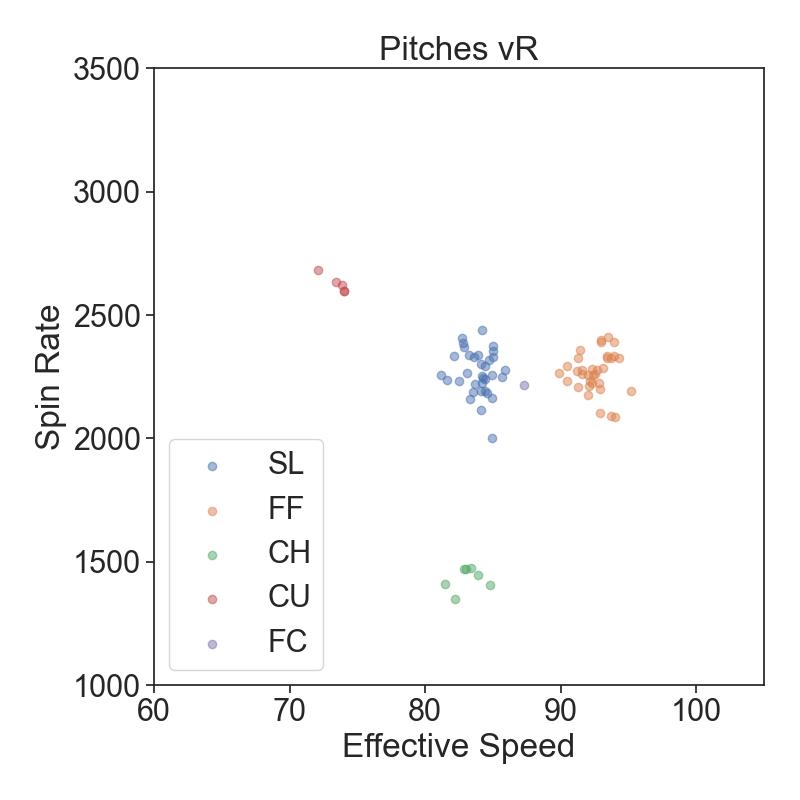 Pitches vR
3500
3000
2500
2000
1500
1000
Spin Rate
SL
FF
CH
CU
FC
60 70 80 90 100
Effective Speed